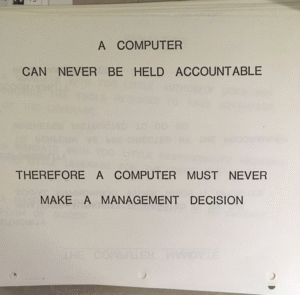 A COMPUTER
CAN NEVER BE HELD ACCOUNTABLE
THEREFORE A COMPUTER MUST NEVER
MAKE A MANAGEMENT DECISION